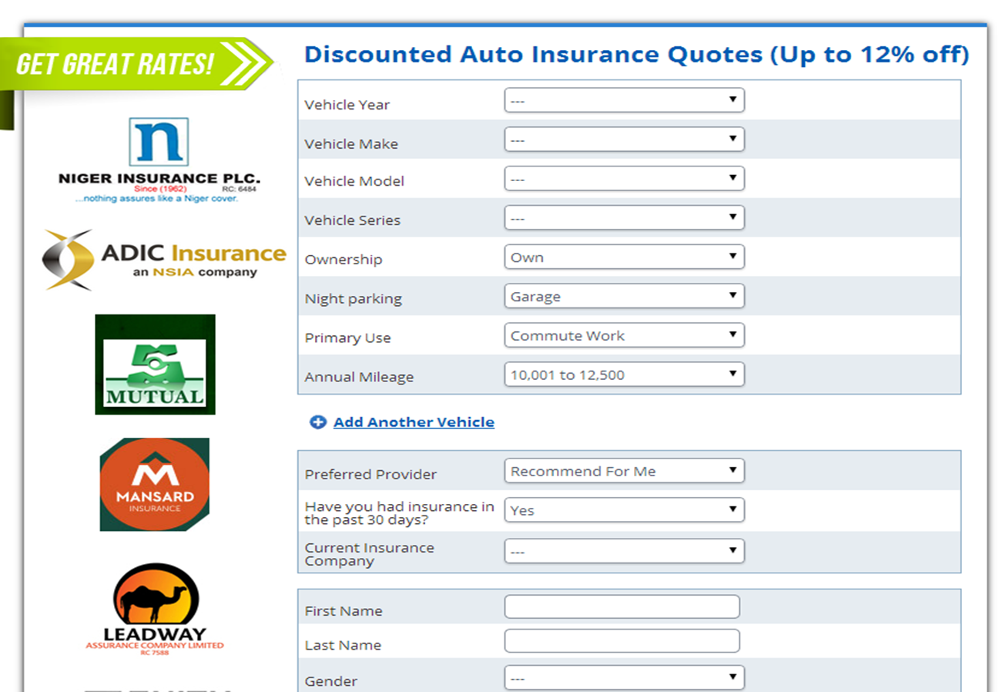 GET GREAT RATES!
Discounted Auto Insurance Quotes (Up to 12% off)
n
NIGER INSURANCE PLC.
Since (1962) RC: 6484
...nothing assures like a Niger cover.
ADIC Insurance
an NSIA company
MUTUAL
MANSARD
INSURANCE
LEADWAY
ASSURANCE COMPANY LIMITED
RC 7588
Vehicle Year ---
Vehicle Make ---
Vehicle Model ---
Vehicle Series ---
Ownership Own
Night parking Garage
Primary Use Commute Work
Annual Mileage 10,001 to 12,500
Add Another Vehicle
Preferred Provider Recommend For Me
Have you had insurance in
the past 30 days? Yes
Current Insurance
Company ---
First Name
Last Name
Gender ---